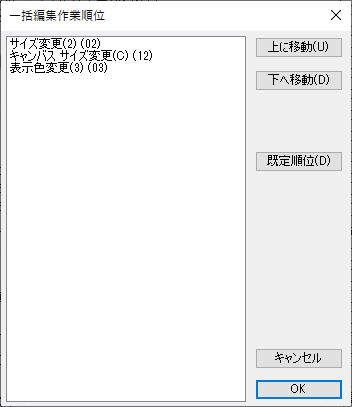 一括編集作業順位
サイズ変更(2) (02)
キャンバス サイズ変更(C) (12)
表示色変更(3) (03)
上に移動(U)
下へ移動(D)
既定順位(D)
キャンセル
OK